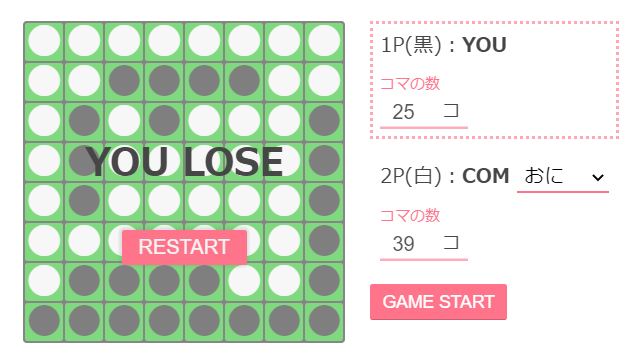 YOU LOSE
RESTART
1P(黒) : YOU
コマの数
25 コ
2P(白) : COM おに
コマの数
39 コ
GAME START